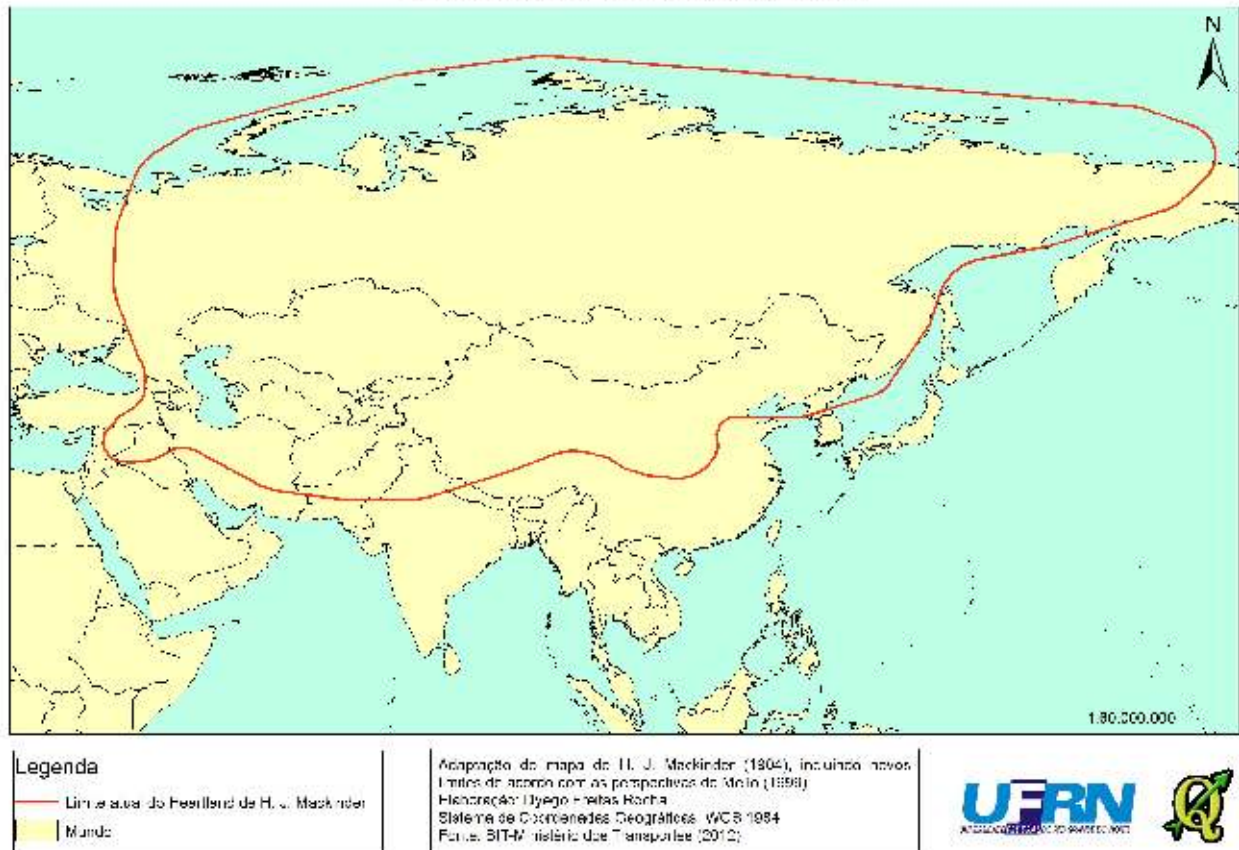 N
1:80.000.000
Legenda
Limite atual do Heartland de H. J. Mackinder
Mundo
Adaptação do mapa de H. J. Mackinder (1904), incluindo novos
limites de acordo com as perspectivas de Mello (1999)
Elaboração: Dyego Freitas Rocha
Sistema de Coordenadas Geográficas, WGS 1984
Fonte: BIT-Ministério dos Transportes (2012)
UFRN